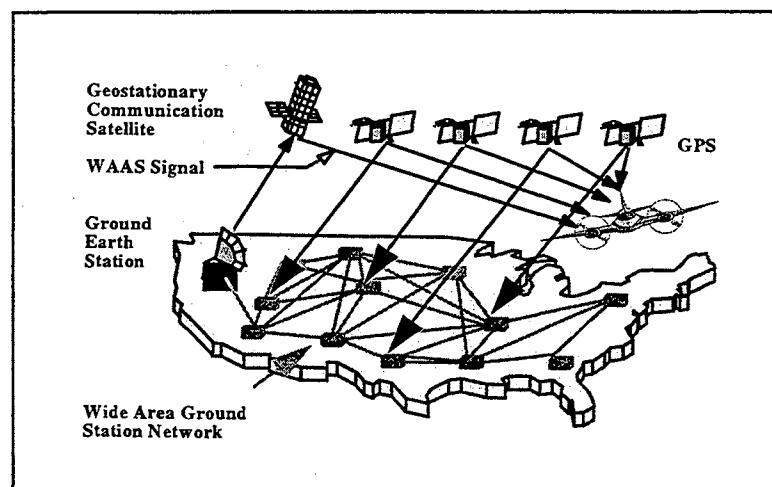 Geostationary
Communication
Satellite
WAAS Signal
GPS
Ground
Earth
Station
Wide Area Ground
Station Network